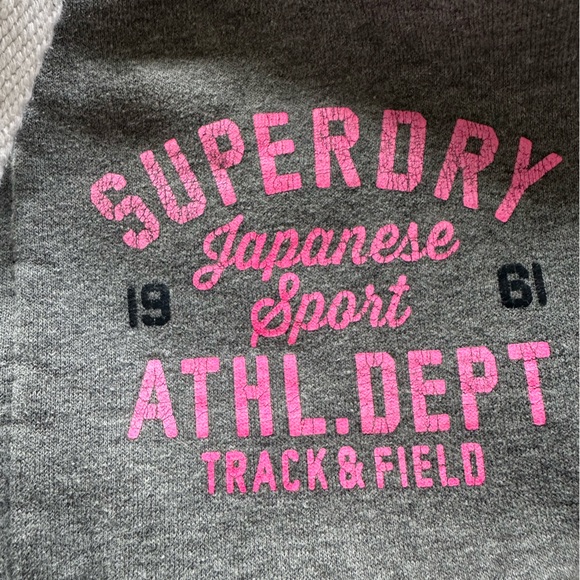 SUPERDRY
Japanese
19 Sport 61
ATHL.DEPT
TRACK & FIELD